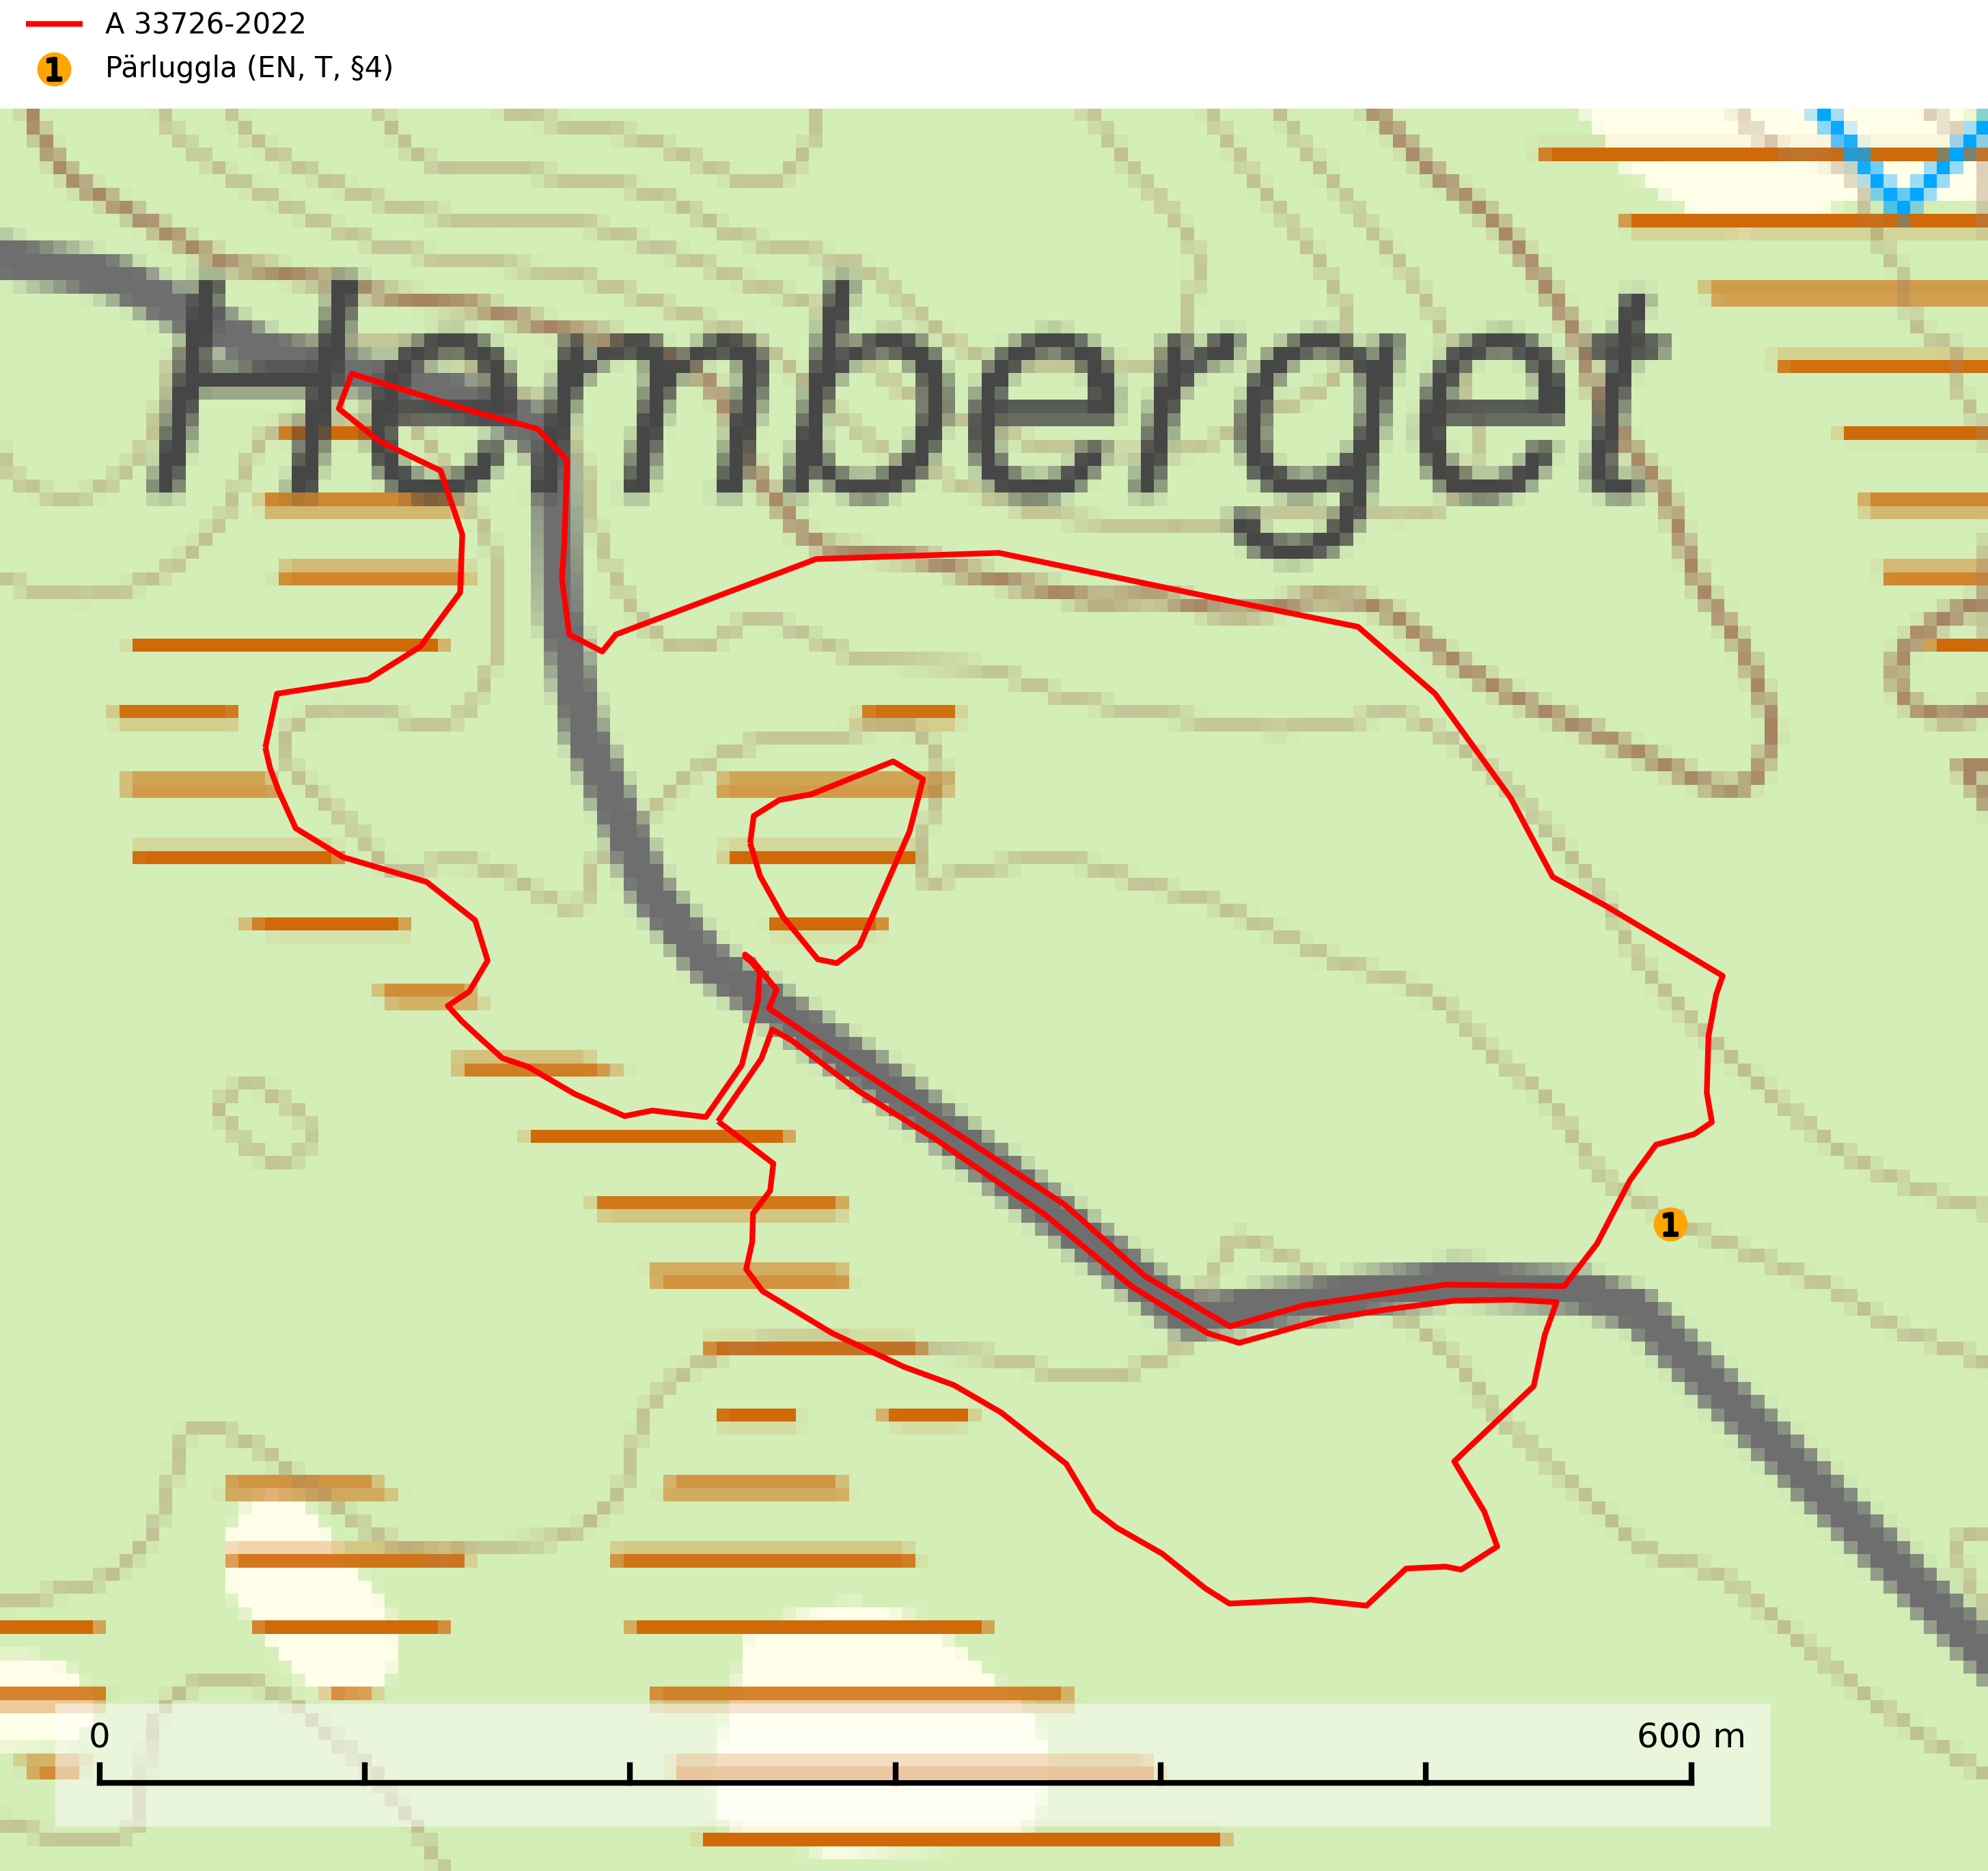 A 33726-2022
1 Pärluggla (EN, T, §4)
Hemberget
1
0 600 m